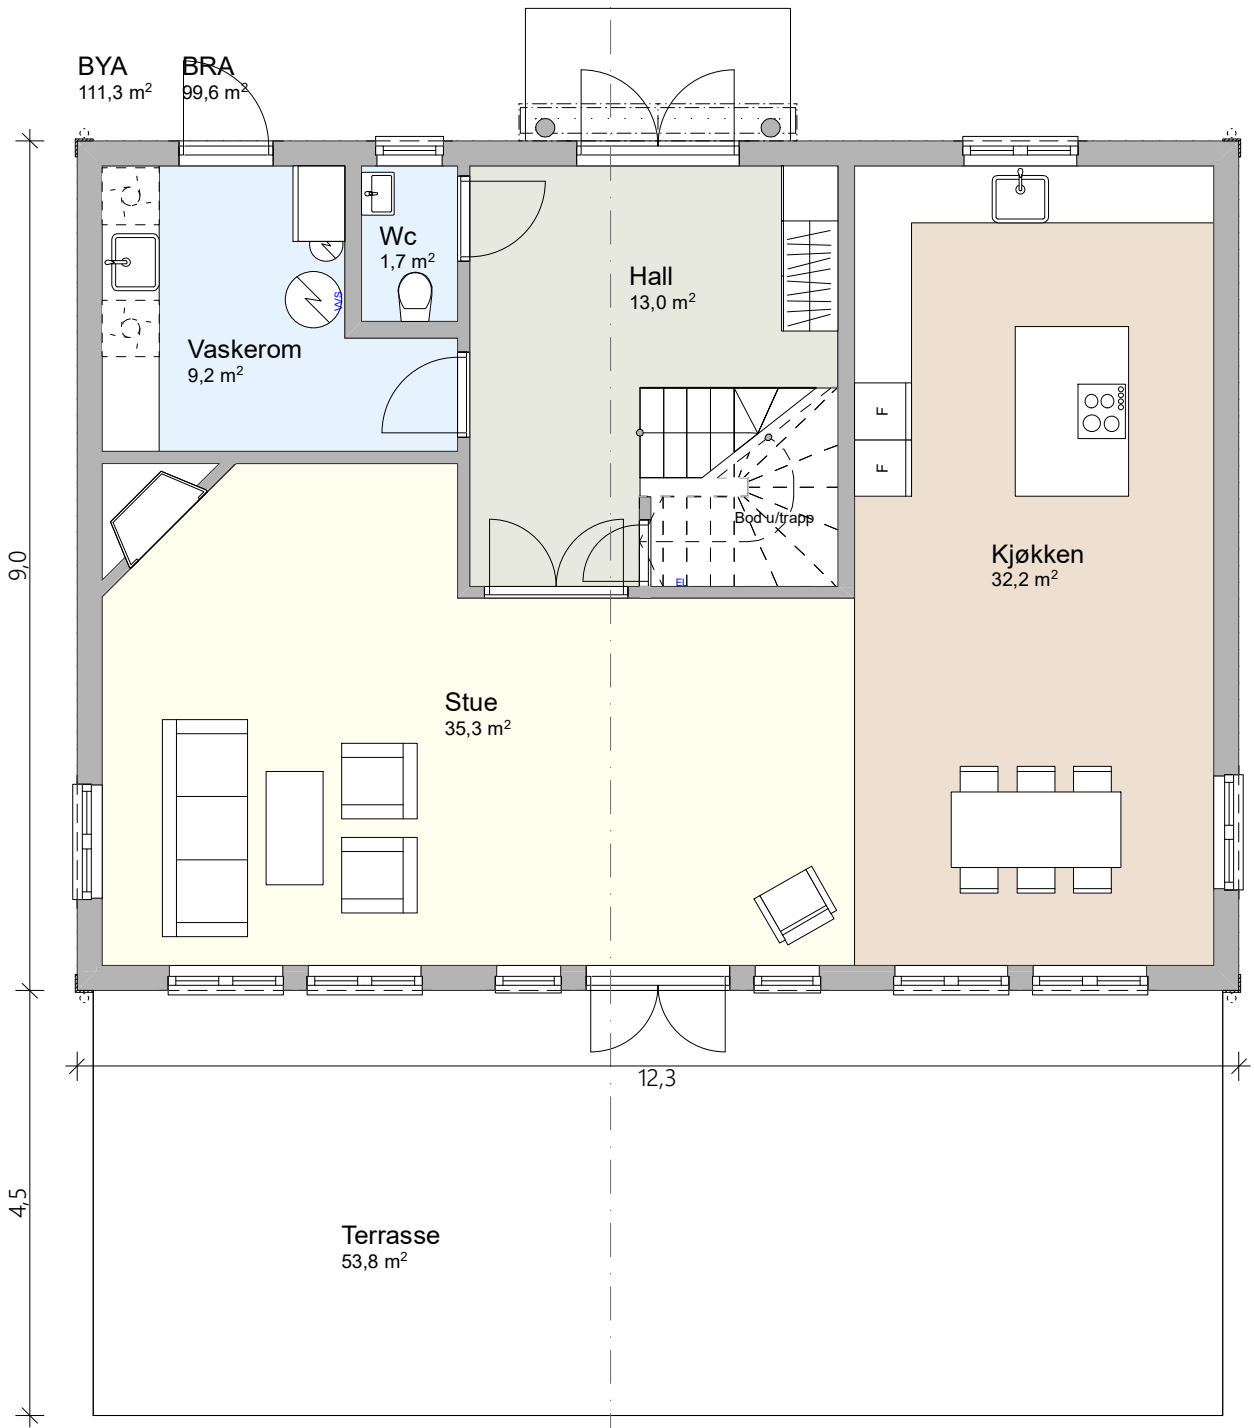 BYA
111,3 m²
BRA
99,6 m²
Wc
1,7 m²
Hall
13,0 m²
VVS
Vaskerom
9,2 m²
F
F
Bod u/trapp
El
Kjøkken
32,2 m²
9,0
Stue
35,3 m²
12,3
4,5
Terrasse
53,8 m²